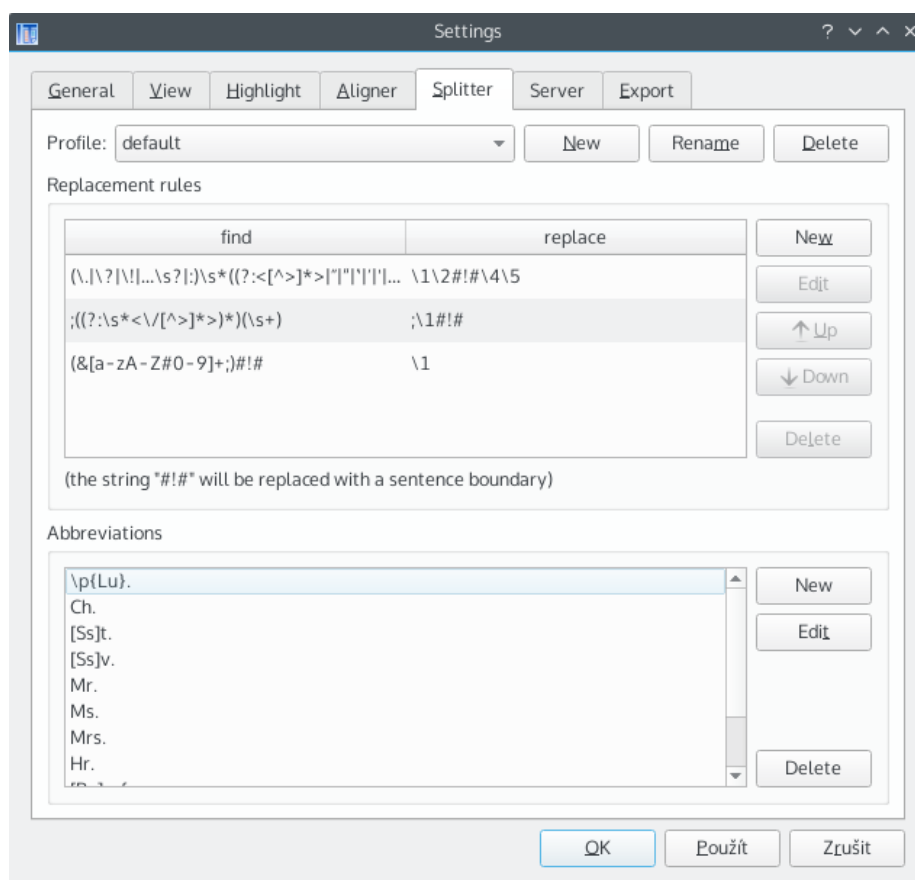 Settings
General View Highlight Aligner Splitter Server Export
Profile: default New Rename Delete
Replacement rules
find replace New
(\.|\?|\!|...\s?|:)\s*((?:<[^>]*>|"|"|'|'|'|... \1\2#!#\4\5 Edit
;((?:\s*<\/[^>]*>)*)(\s+) ;\1#!# Up
(&[a-zA-Z#0-9]+;)#!# \1 Down
Delete
(the string "#!#" will be replaced with a sentence boundary)
Abbreviations
\p{Lu}. New
Ch.
[Ss]t. Edit
[Ss]v.
Mr.
Ms.
Mrs.
Hr. Delete
OK Použít Zrušit